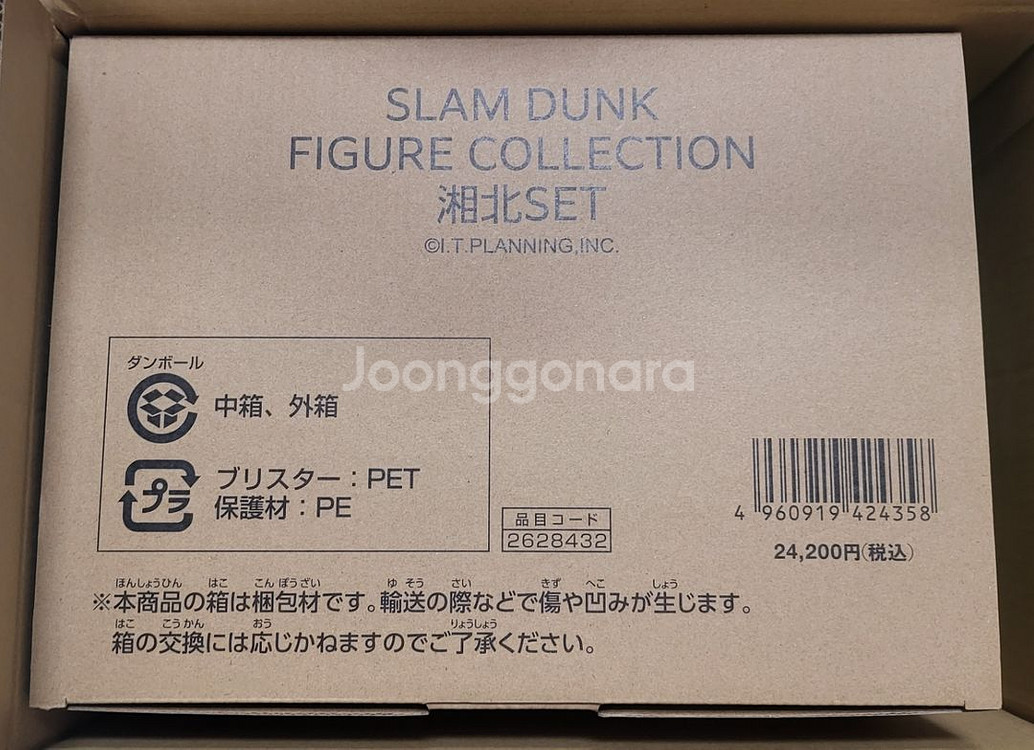 SLAM DUNK
FIGURE COLLECTION
湘北SET
©I.T.PLANNING,INC.
Joonggonara
ダンボール
中箱、外箱
プラ
ブリスター：PET
保護材：PE
品目コード
2628432
4 960919 424358
24,200円(税込)
ほんしょうひん はこ こんぽうざい ゆそう さい きず へこ しょう
※本商品の箱は梱包材です。輸送の際などで傷や凹みが生じます。
はこ こうかん おう りょうしょう
箱の交換には応じかねますのでご了承ください。